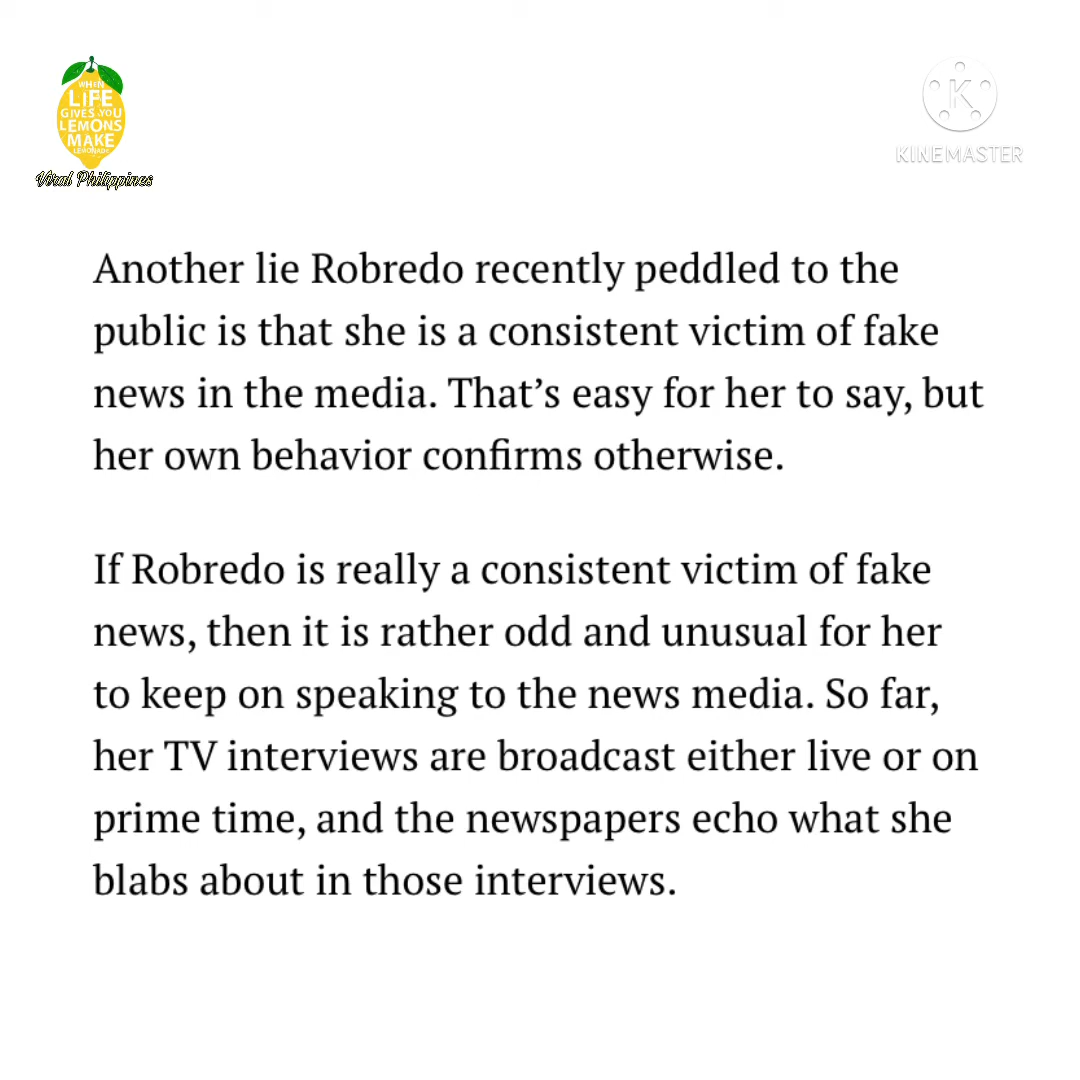 WHEN
LIFE
GIVES YOU
LEMONS
MAKE
LEMONADE
Viral Philippines
K
KINEMASTER
Another lie Robredo recently peddled to the
public is that she is a consistent victim of fake
news in the media. That’s easy for her to say, but
her own behavior confirms otherwise.
If Robredo is really a consistent victim of fake
news, then it is rather odd and unusual for her
to keep on speaking to the news media. So far,
her TV interviews are broadcast either live or on
prime time, and the newspapers echo what she
blabs about in those interviews.